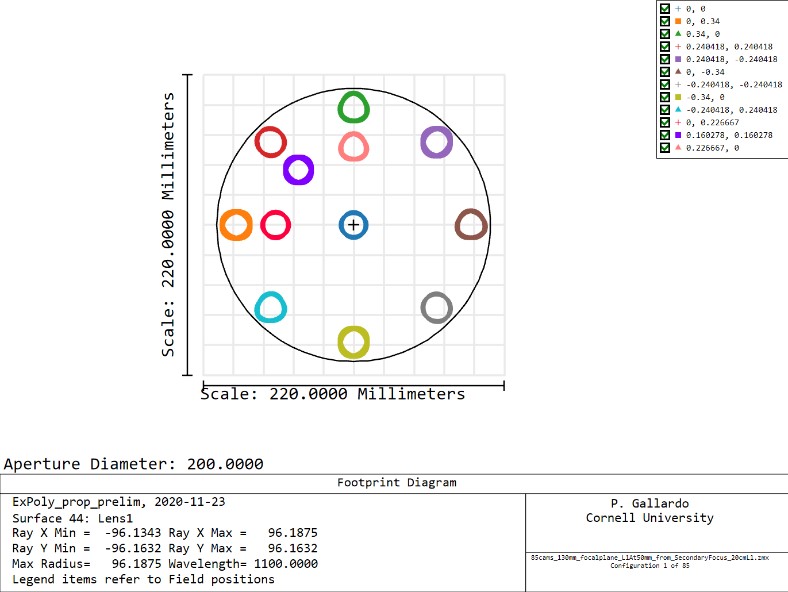 0, 0
0, 0.34
0.34, 0
0.240418, 0.240418
0.240418, -0.240418
0, -0.34
-0.240418, -0.240418
-0.34, 0
-0.240418, 0.240418
0, 0.226667
0.160278, 0.160278
0.226667, 0
Scale: 220.0000 Millimeters
Scale: 220.0000 Millimeters
Aperture Diameter: 200.0000
Footprint Diagram
ExPoly_prop_prelim, 2020-11-23
Surface 44: Lens1
Ray X Min = -96.1343 Ray X Max = 96.1875
Ray Y Min = -96.1632 Ray Y Max = 96.1632
Max Radius= 96.1875 Wavelength= 1100.0000
Legend items refer to Field positions
P. Gallardo
Cornell University
85cams_130mm_focalplane_L1At50mm_from_SecondaryFocus_20cmL1.zmx
Configuration 1 of 85